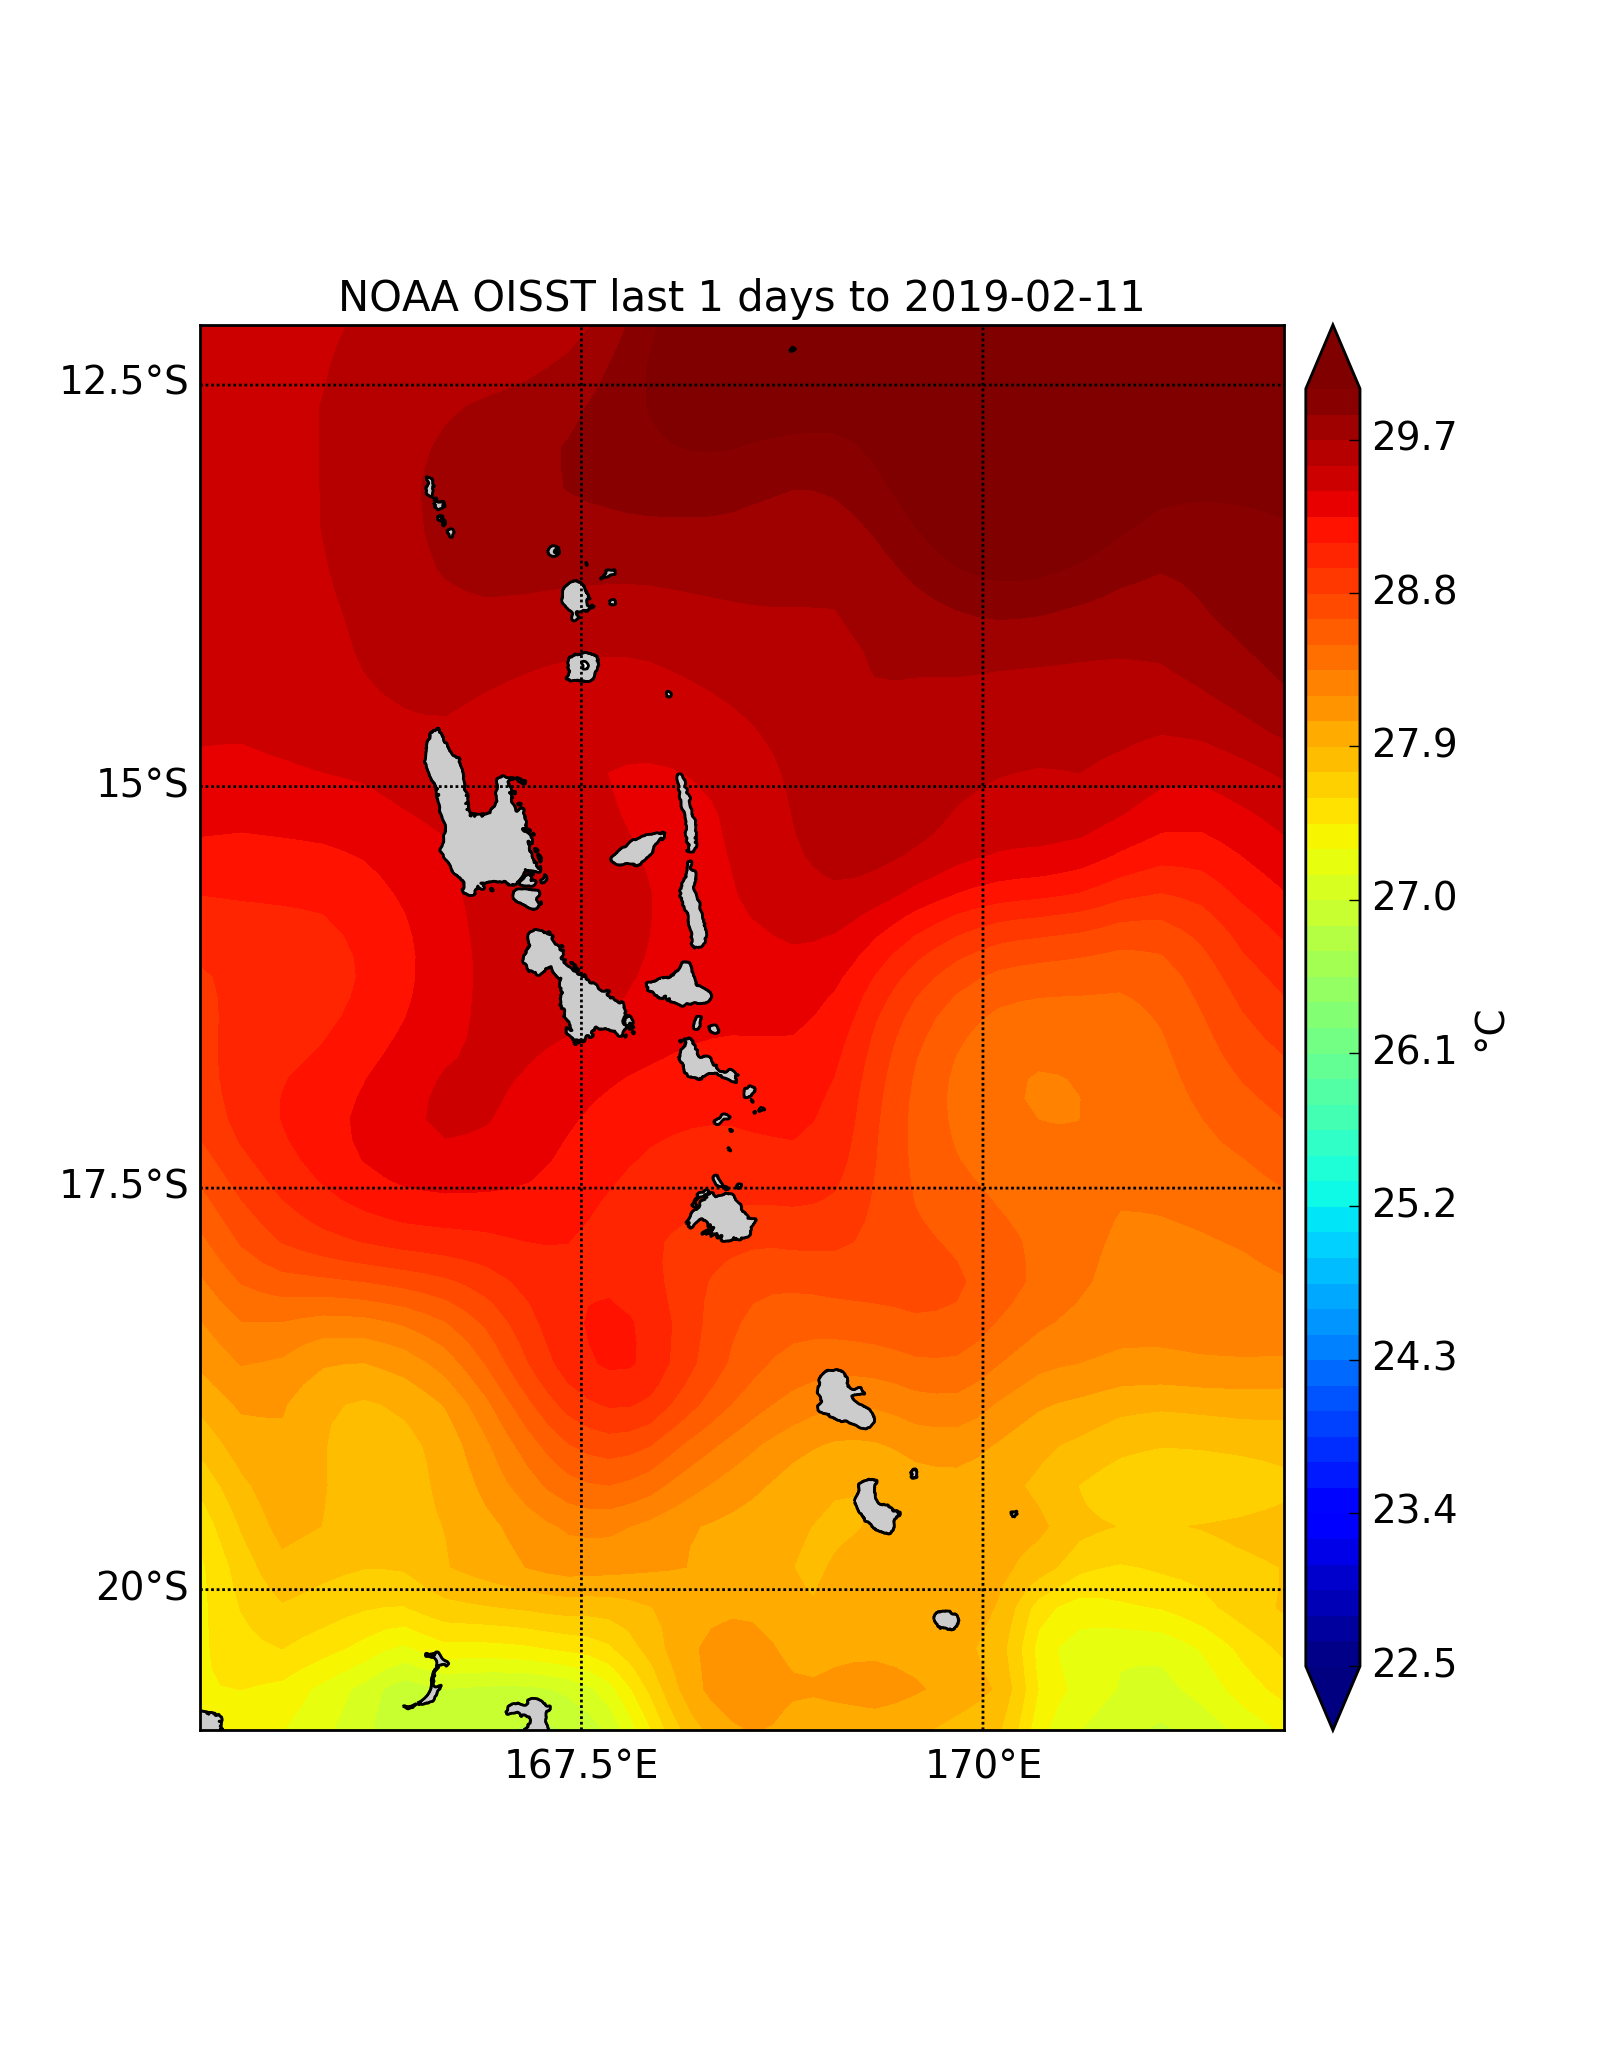 NOAA OISST last 1 days to 2019-02-11
12.5°S
15°S
17.5°S
20°S
167.5°E
170°E
29.7
28.8
27.9
27.0
26.1
25.2
24.3
23.4
22.5
°C